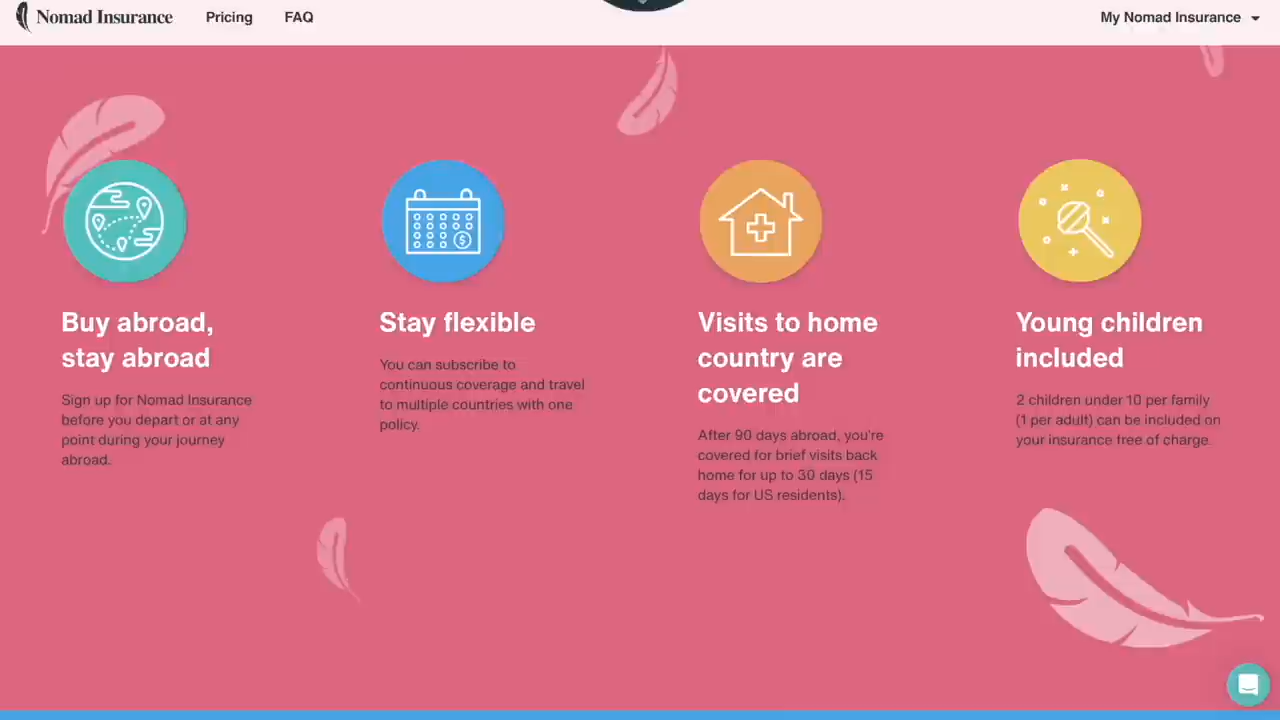 Nomad Insurance
Pricing
FAQ
My Nomad Insurance
Buy abroad,
stay abroad
Sign up for Nomad Insurance
before you depart or at any
point during your journey
abroad.
Stay flexible
You can subscribe to
continuous coverage and travel
to multiple countries with one
policy.
Visits to home
country are
covered
After 90 days abroad, you're
covered for brief visits back
home for up to 30 days (15
days for US residents).
Young children
included
2 children under 10 per family
(1 per adult) can be included on
your insurance free of charge.